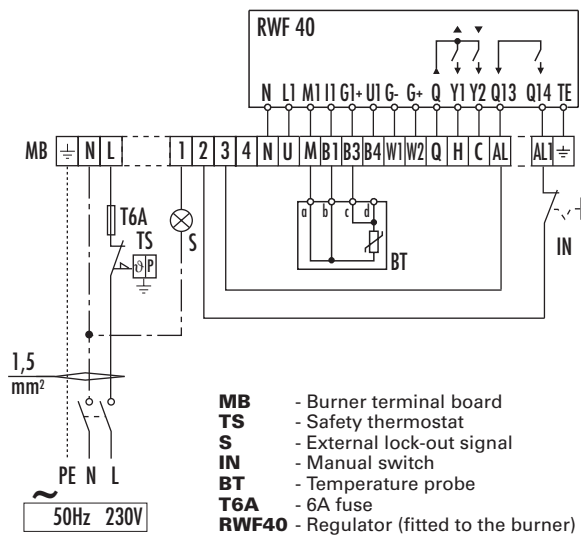 RWF 40
N L1 M1 I1 G1+ U1 G- G+ Q Y1 Y2 Q13 Q14 TE
MB N L 1 2 3 4 N U M B1 B3 B4 W1 W2 Q H C AL AL1
T6A
TS
ϑ P
S
a b c d
BT
IN
1,5
mm²
PE N L
~
50Hz 230V
MB - Burner terminal board
TS - Safety thermostat
S - External lock-out signal
IN - Manual switch
BT - Temperature probe
T6A - 6A fuse
RWF40 - Regulator (fitted to the burner)